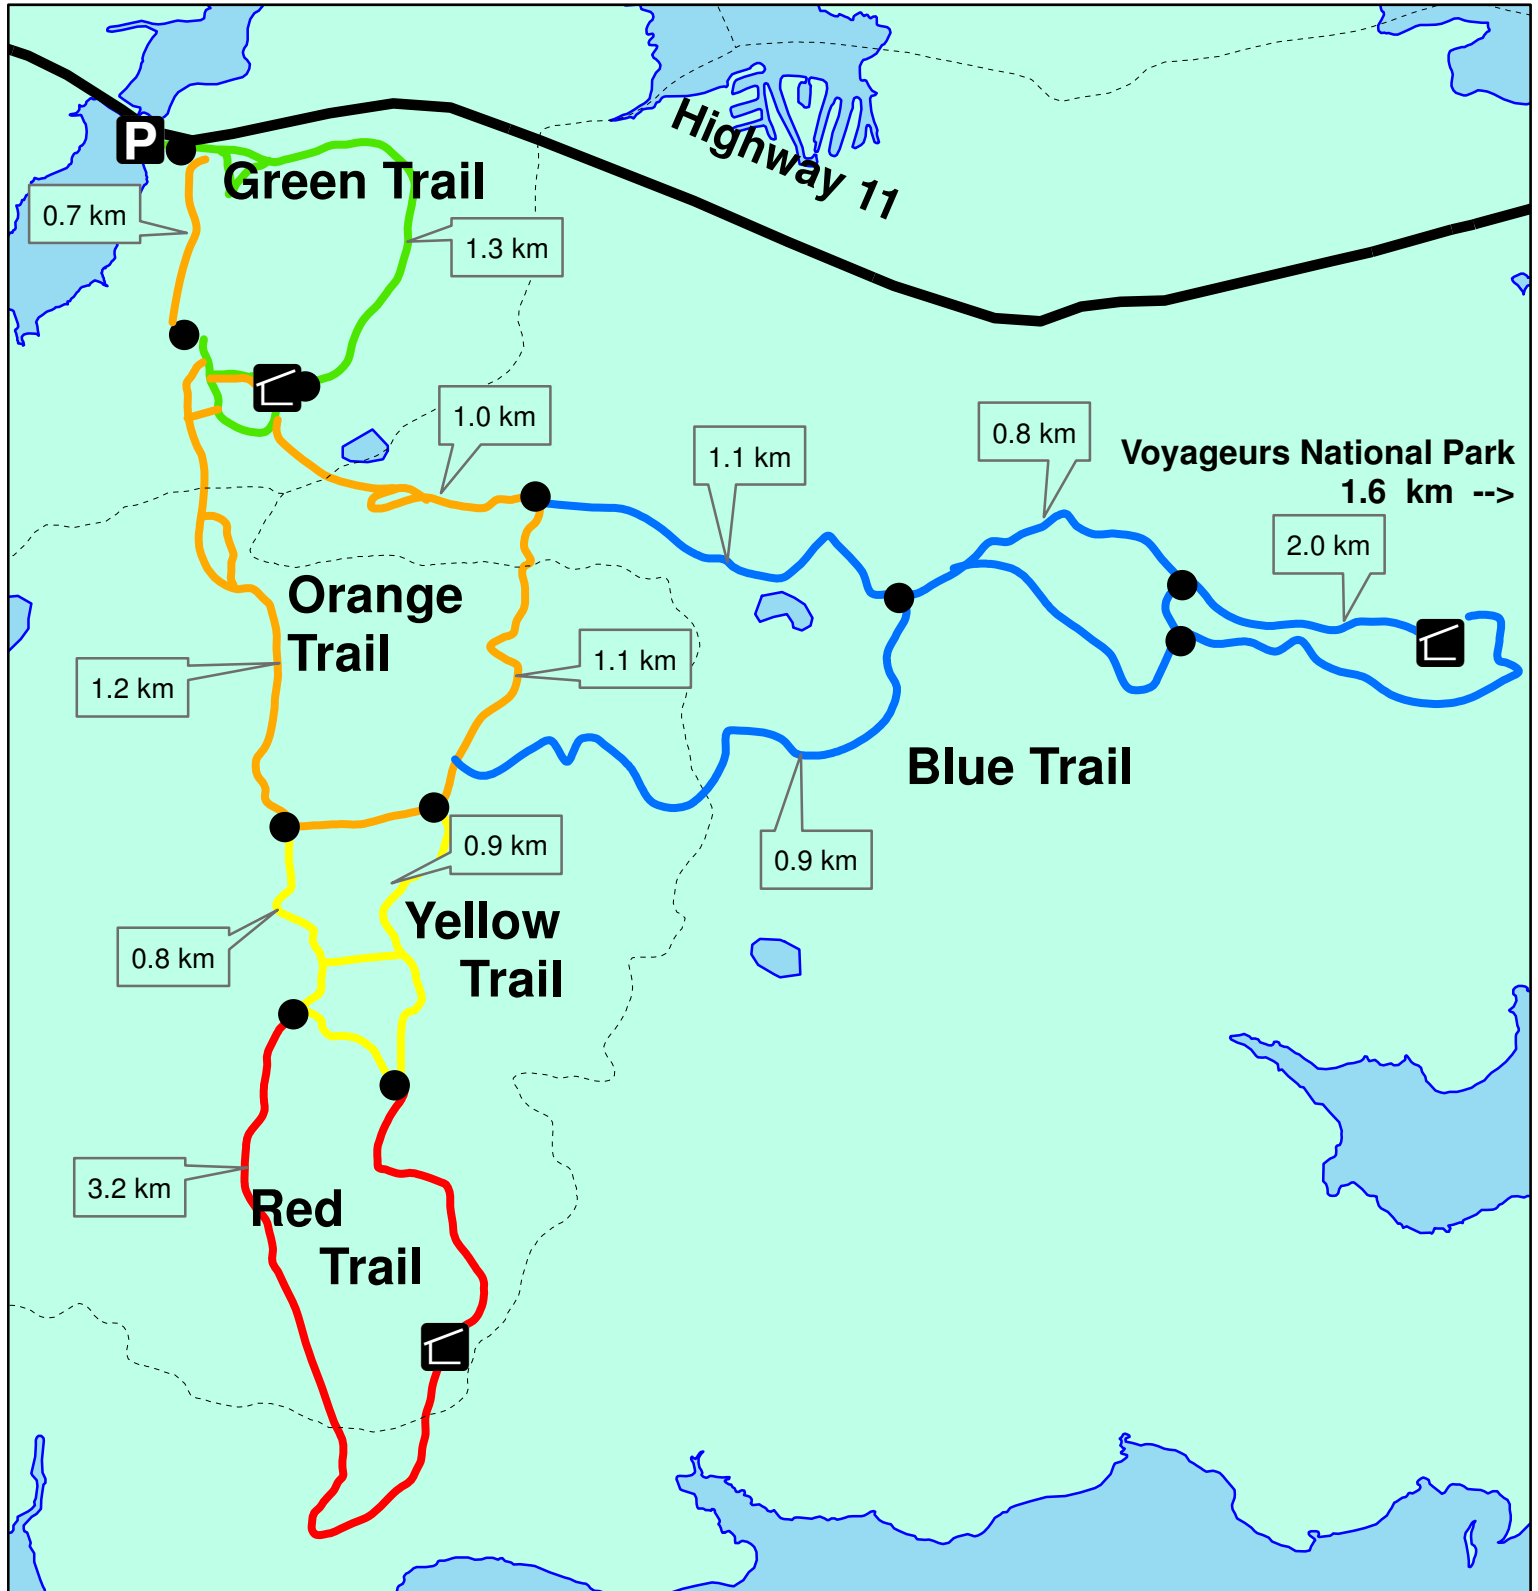 P
Highway 11
Green Trail
0.7 km
1.3 km
1.0 km
1.1 km
0.8 km
Voyageurs National Park
1.6 km -->
2.0 km
Orange
Trail
1.2 km
1.1 km
Blue Trail
0.9 km
0.9 km
Yellow
Trail
0.8 km
3.2 km
Red
Trail